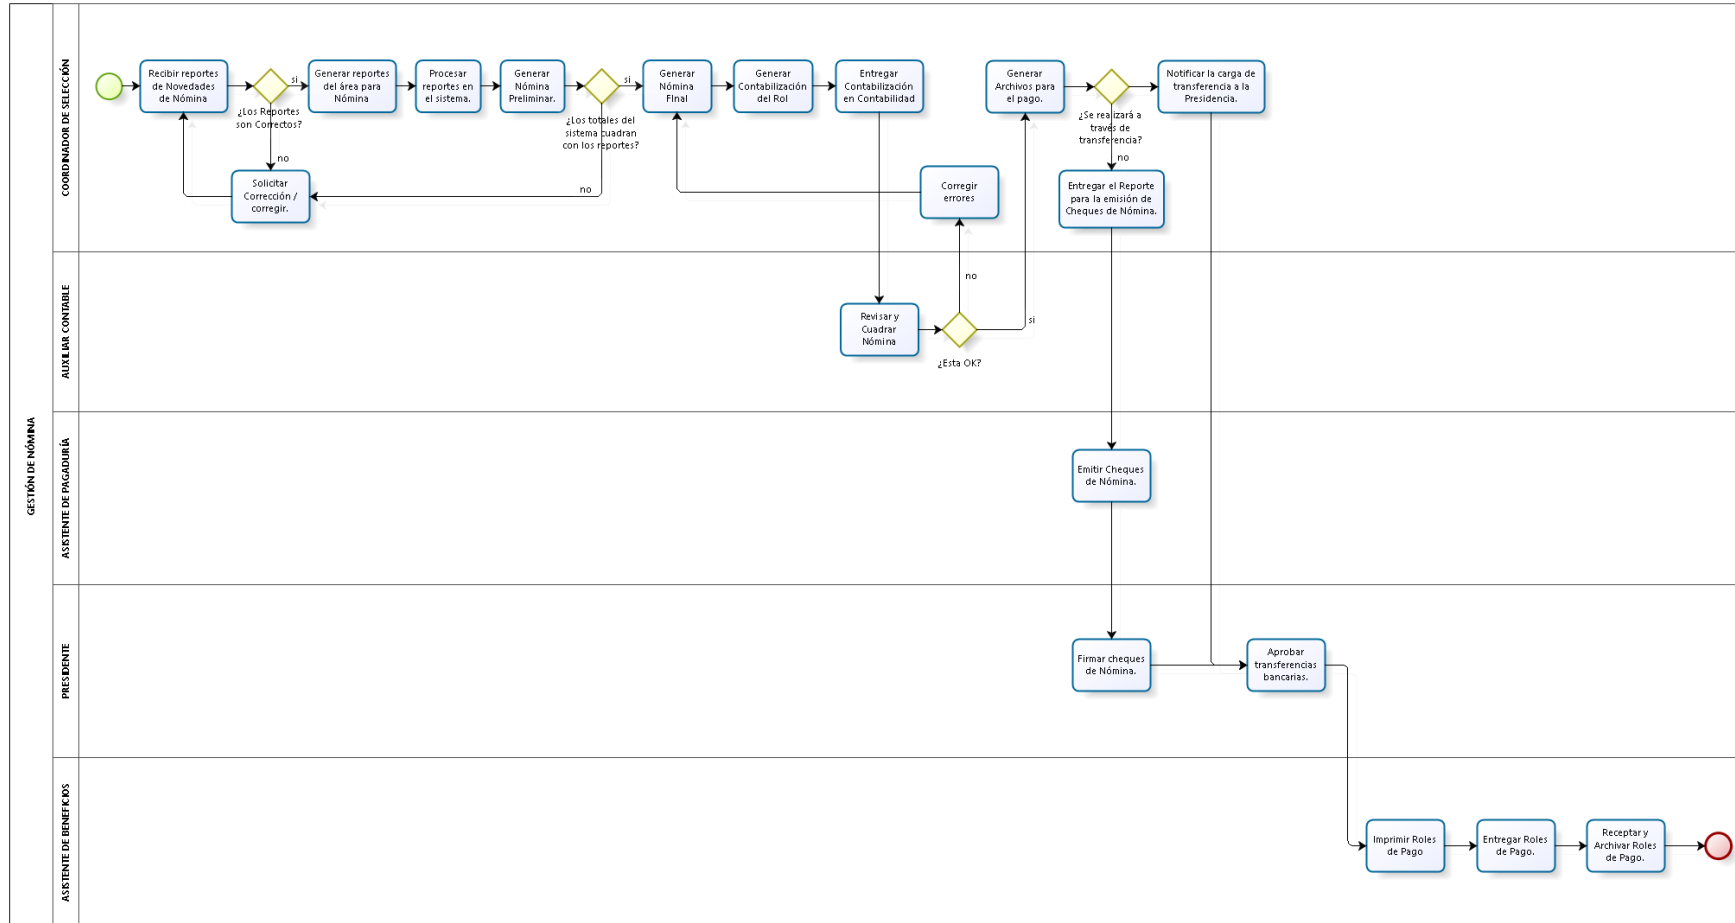 GESTIÓN DE NÓMINA
COORDINADOR DE SELECCIÓN
Recibir reportes
de Novedades
de Nómina
si
¿Los Reportes
son Correctos?
no
Solicitar
Corrección /
corregir.
Generar reportes
del área para
Nómina
Procesar
reportes en
el sistema.
Generar
Nómina
Preliminar.
si
¿Los totales del
sistema cuadran
con los reportes?
no
Generar
Nómina
FInal
Generar
Contabilización
del Rol
Entregar
Contabilización
en Contabilidad
Corregir
errores
Generar
Archivos para
el pago.
¿Se realizará a
través de
transferencia?
no
Notificar la carga de
transferencia a la
Presidencia.
Entregar el Reporte
para la emisión de
Cheques de Nómina.
AUXILIAR CONTABLE
Revisar y
Cuadrar
Nómina
no
si
¿Esta OK?
ASISTENTE DE PAGADURÍA
Emitir Cheques
de Nómina.
PRESIDENTE
Firmar cheques
de Nómina.
Aprobar
transferencias
bancarias.
ASISTENTE DE BENEFICIOS
Imprimir Roles
de Pago
Entregar Roles
de Pago.
Receptar y
Archivar Roles
de Pago.